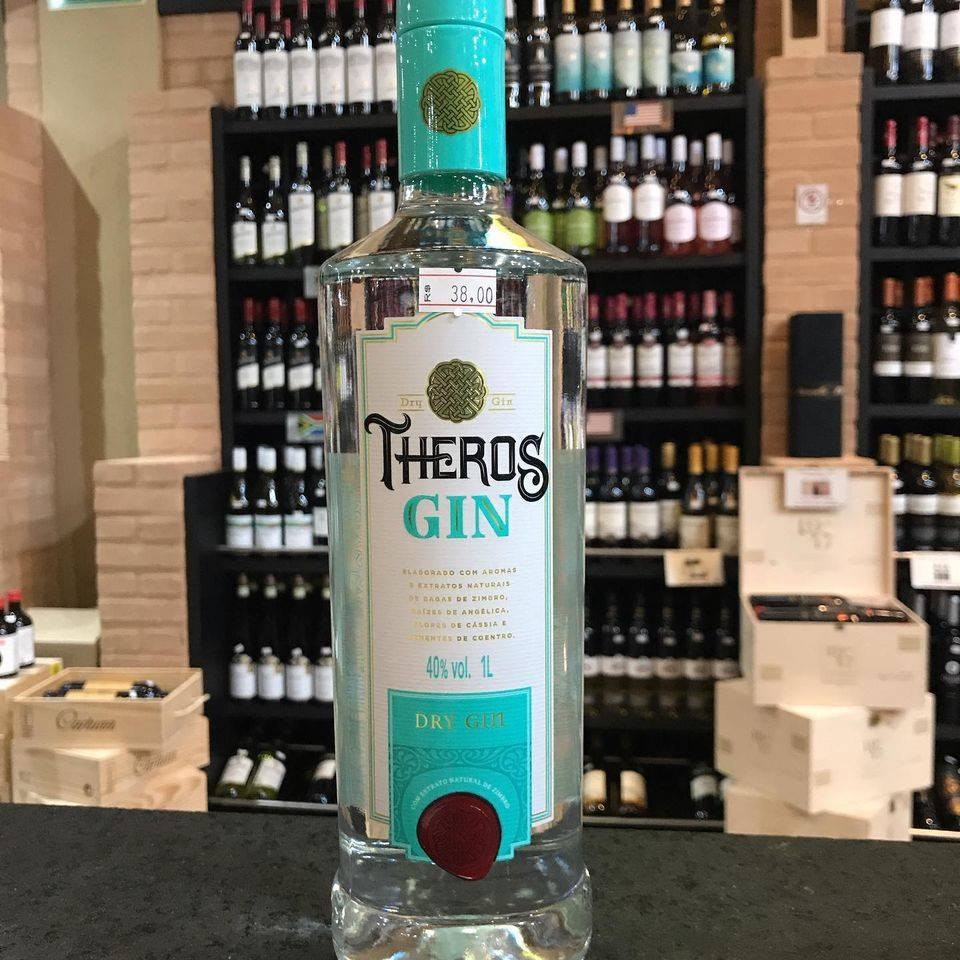 R$ 38,00
Dry Gin
THEROS
GIN
ELABORADO COM AROMAS
E EXTRATOS NATURAIS
DE BAGAS DE ZIMBRO,
RAÍZES DE ANGÉLICA,
FLORES DE CÁSSIA E
SEMENTES DE COENTRO.
40% vol. 1L
DRY GIN
COM EXTRATO NATURAL DE ZIMBRO